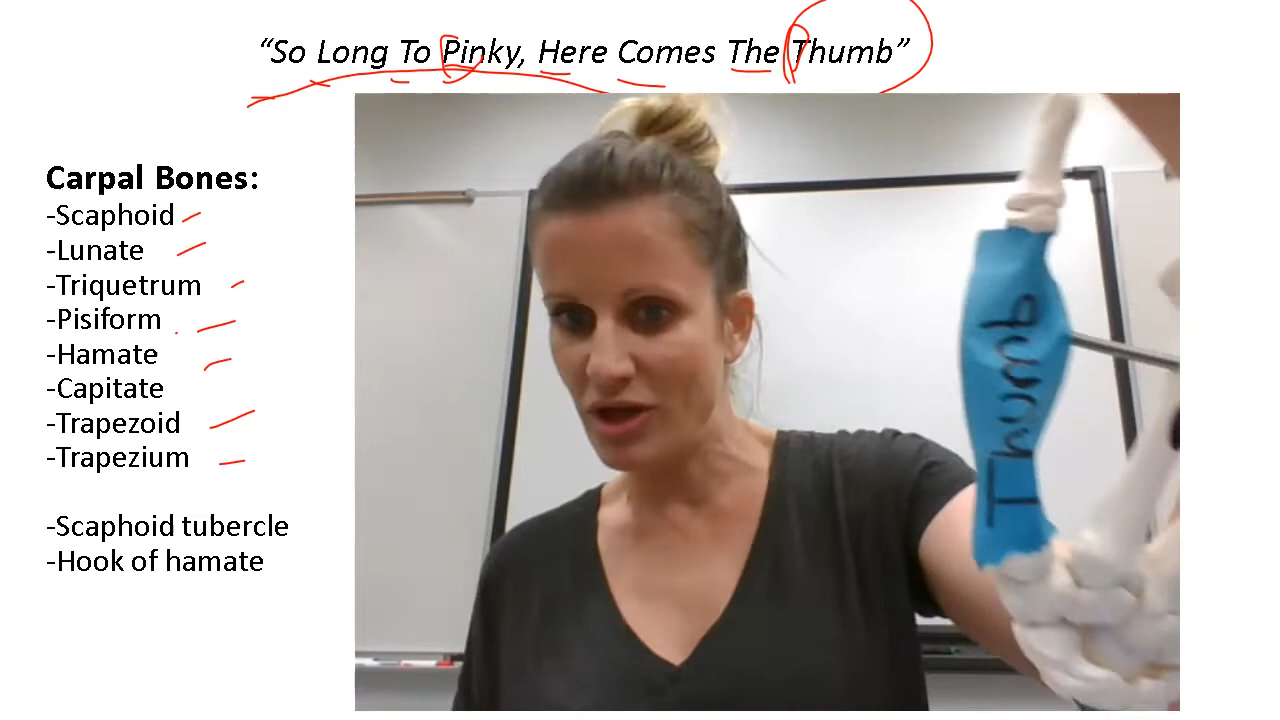 “So Long To Pinky, Here Comes The Thumb”
Carpal Bones:
-Scaphoid
-Lunate
-Triquetrum
-Pisiform
-Hamate
-Capitate
-Trapezoid
-Trapezium
-Scaphoid tubercle
-Hook of hamate
Thumb